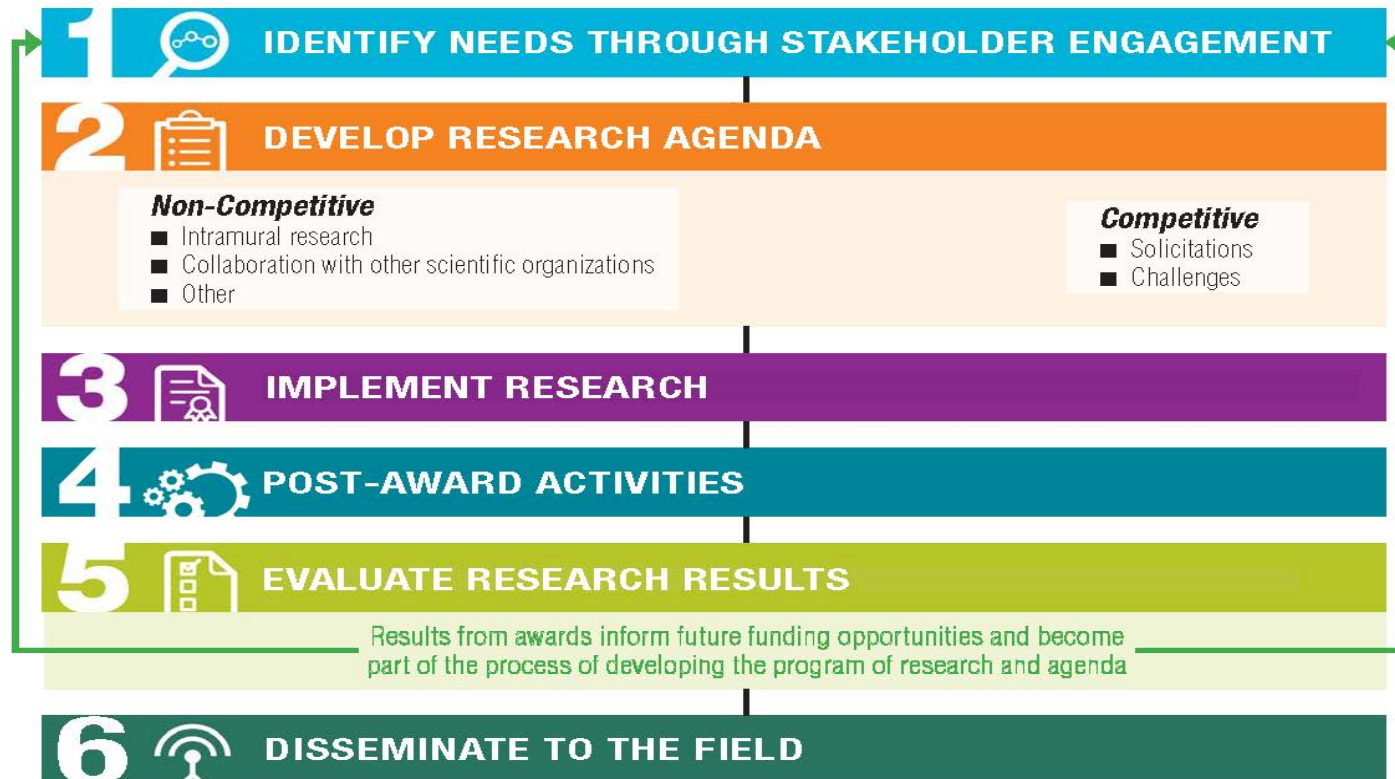 1 IDENTIFY NEEDS THROUGH STAKEHOLDER ENGAGEMENT
2 DEVELOP RESEARCH AGENDA
Non-Competitive
■ Intramural research
■ Collaboration with other scientific organizations
■ Other
Competitive
■ Solicitations
■ Challenges
3 IMPLEMENT RESEARCH
4 POST-AWARD ACTIVITIES
5 EVALUATE RESEARCH RESULTS
Results from awards inform future funding opportunities and become
part of the process of developing the program of research and agenda
6 DISSEMINATE TO THE FIELD